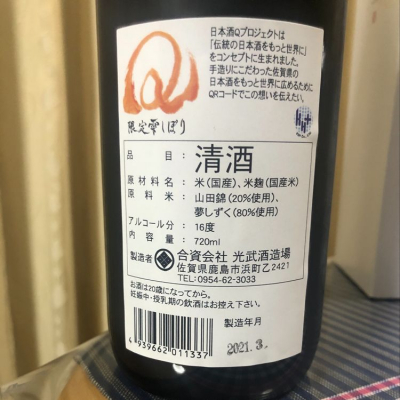 日本酒Qプロジェクトは
「伝統の日本酒をもっと世界に」
をコンセプトに生まれました。
手造りにこだわった佐賀県の
日本酒をもっと世界に広めるために
QRコードでこの想いを伝えたい。
Q
限定雫しぼり
品目：清酒
原材料名：米(国産)、米麹(国産米)
原料米：山田錦(20%使用)、
夢しずく(80%使用)
アルコール分：16度
内容量：720ml
製造者 合資会社 光武酒造場
佐賀県鹿島市浜町乙2421
TEL:0954-62-3033
お酒は20歳になってから。
妊娠中・授乳期の飲酒はお控え下さい。
4939662011337
製造年月
2021.3.